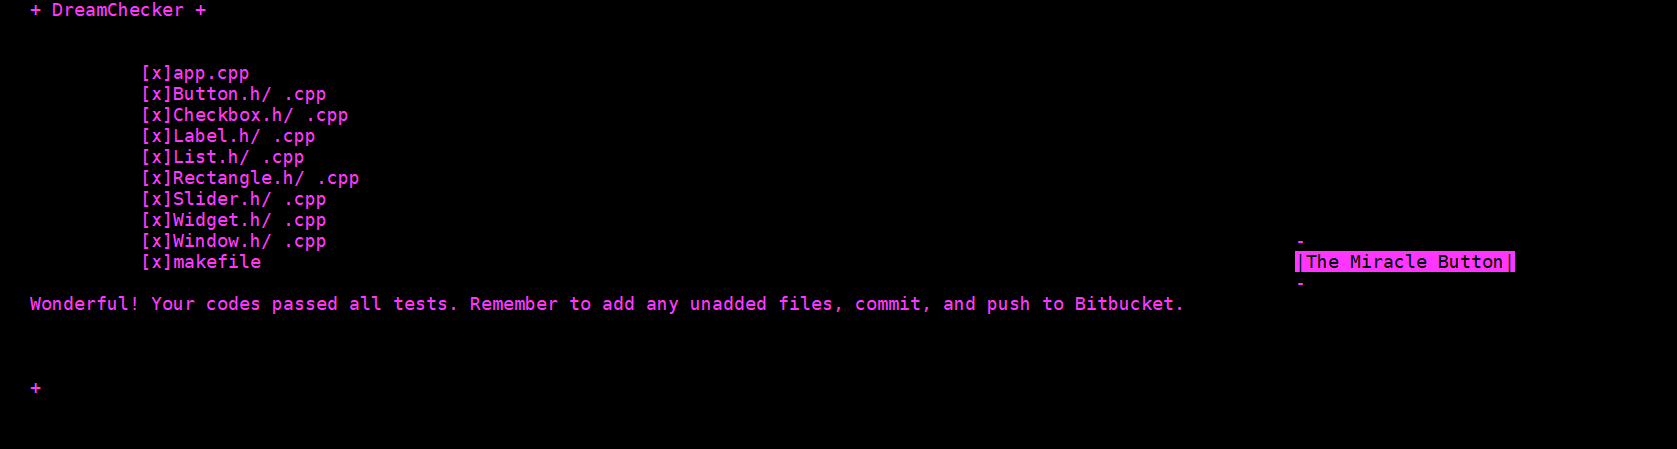 + DreamChecker +
[x]app.cpp
[x]Button.h/ .cpp
[x]Checkbox.h/ .cpp
[x]Label.h/ .cpp
[x]List.h/ .cpp
[x]Rectangle.h/ .cpp
[x]Slider.h/ .cpp
[x]Widget.h/ .cpp
[x]Window.h/ .cpp
-
[x]makefile
|The Miracle Button|
-
Wonderful! Your codes passed all tests. Remember to add any unadded files, commit, and push to Bitbucket.
+